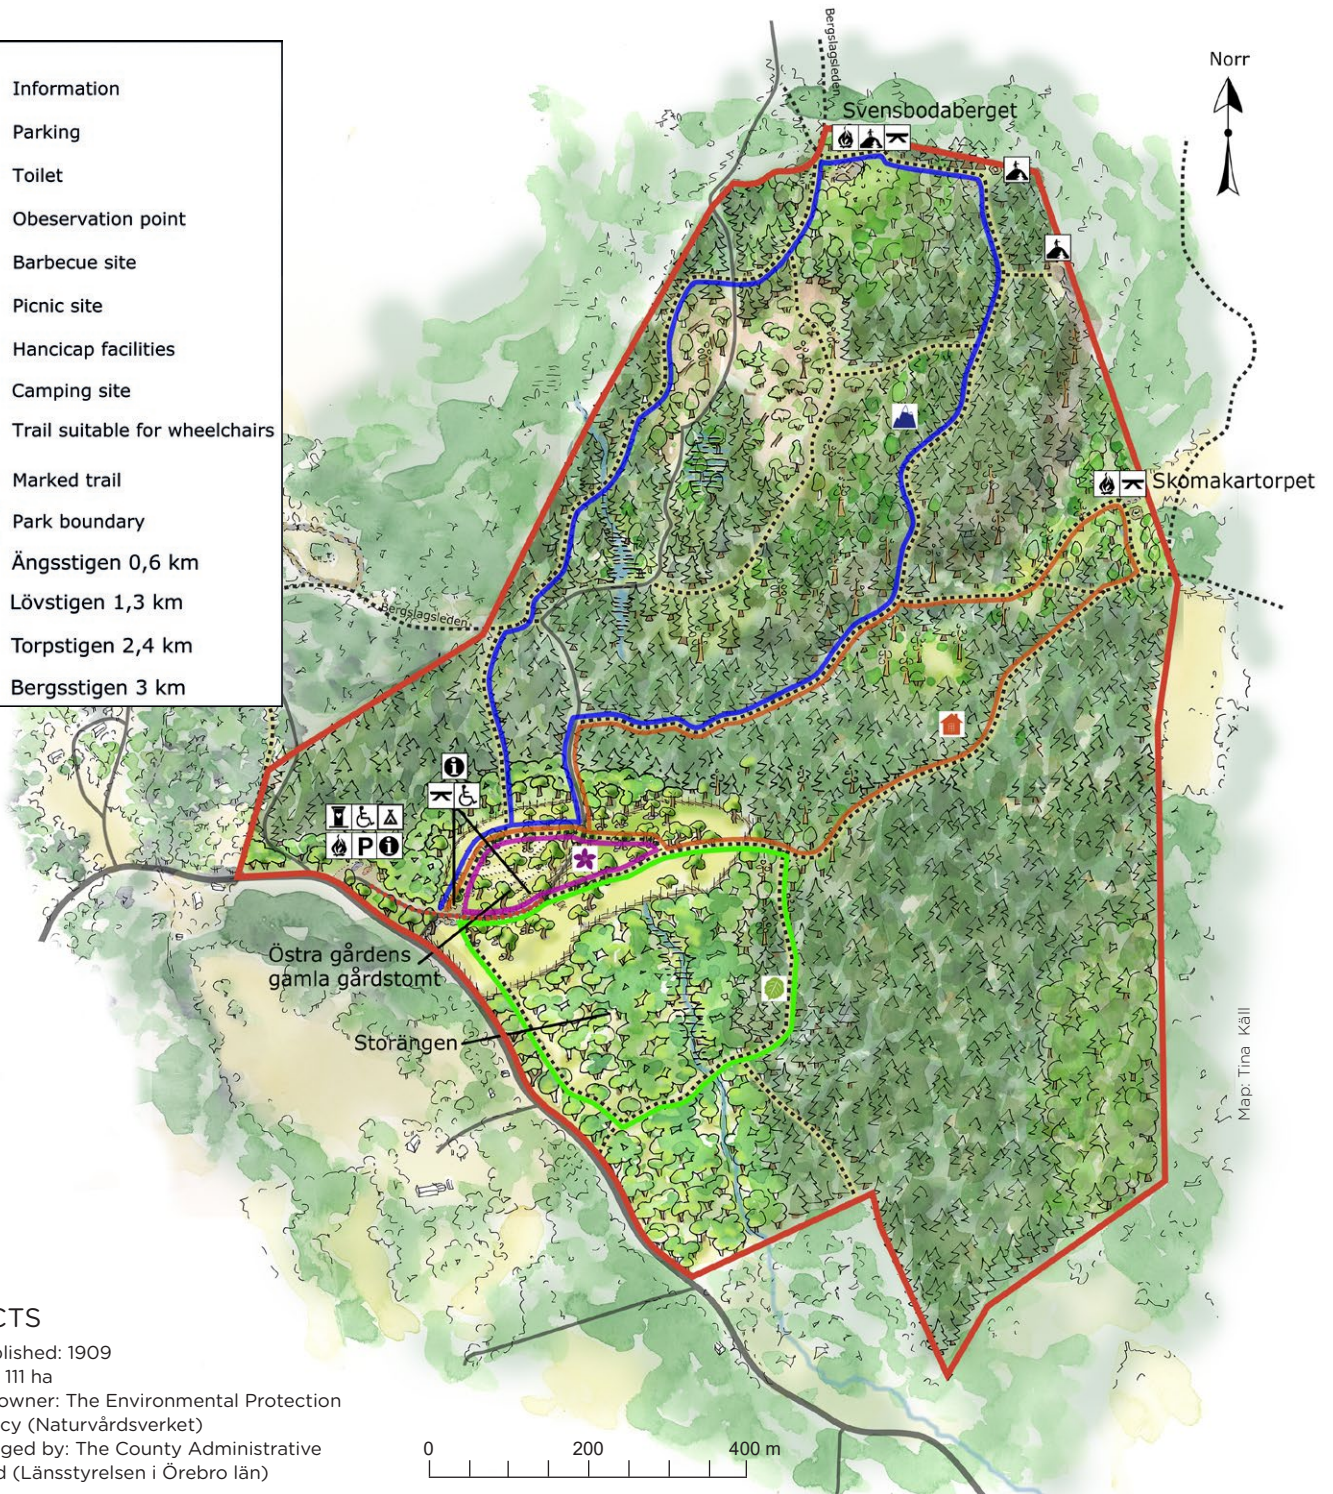 Information
Parking
Toilet
Obeservation point
Barbecue site
Picnic site
Hancicap facilities
Camping site
Trail suitable for wheelchairs
Marked trail
Park boundary
Ängsstigen 0,6 km
Lövstigen 1,3 km
Torpstigen 2,4 km
Bergsstigen 3 km
Bergslagsleden
Norr
Svensbodaberget
Skomakartorpet
Bergslagsleden
P
Östra gårdens
gamla gårdstomt
Storängen
Map: Tina Käll
CTS
blished: 1909
111 ha
owner: The Environmental Protection
cy (Naturvårdsverket)
ged by: The County Administrative
d (Länsstyrelsen i Örebro län)
0 200 400 m